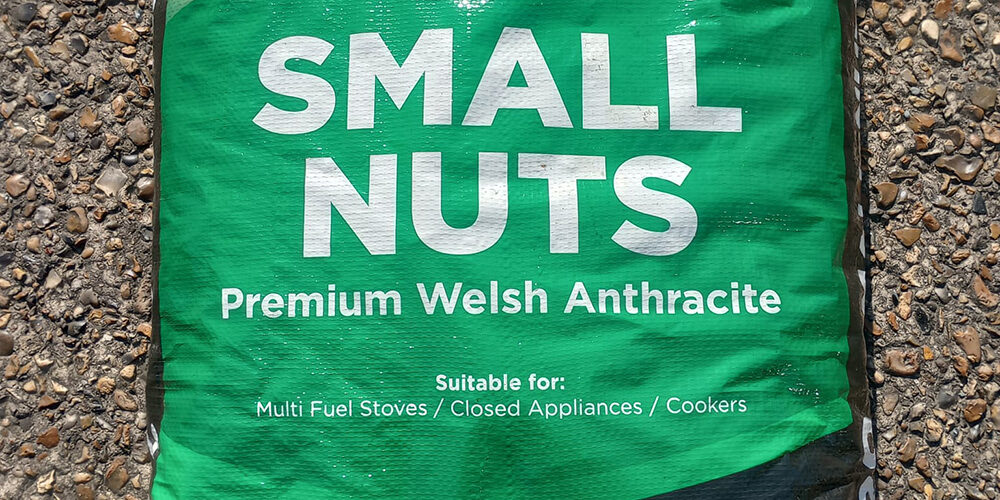 SMALL
NUTS
Premium Welsh Anthracite
Suitable for:
Multi Fuel Stoves / Closed Appliances / Cookers